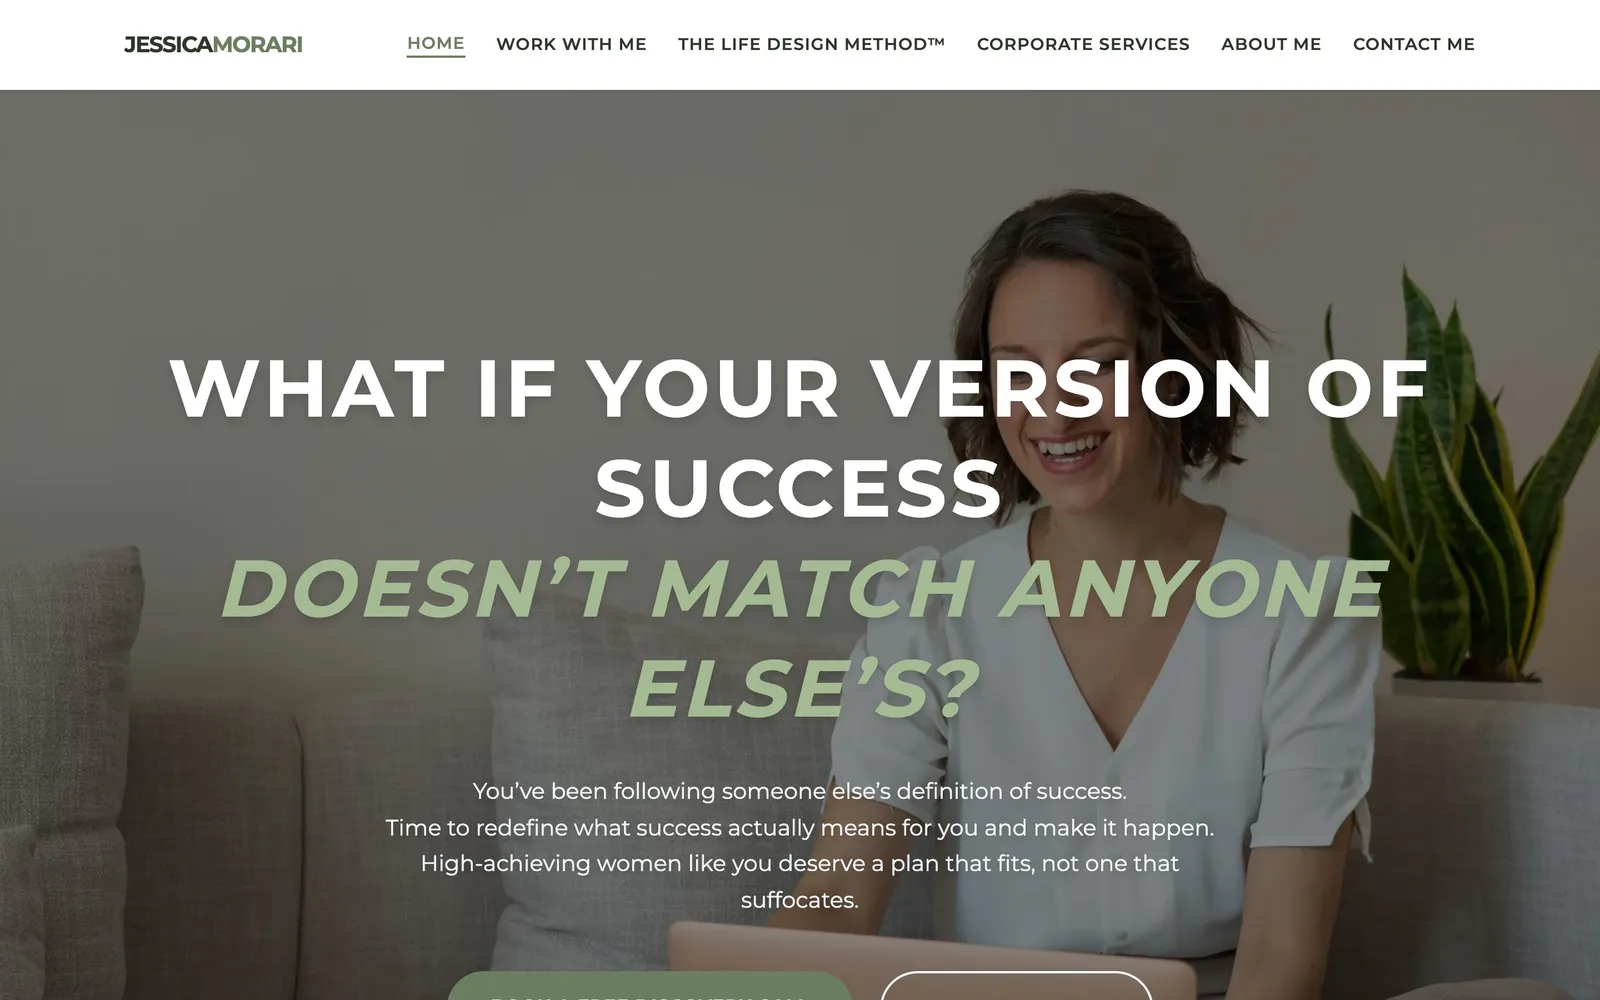 JESSICAMORARI
HOME
WORK WITH ME
THE LIFE DESIGN METHOD™
CORPORATE SERVICES
ABOUT ME
CONTACT ME
WHAT IF YOUR VERSION OF
SUCCESS
DOESN’T MATCH ANYONE
ELSE’S?
You’ve been following someone else’s definition of success.
Time to redefine what success actually means for you and make it happen.
High-achieving women like you deserve a plan that fits, not one that
suffocates.